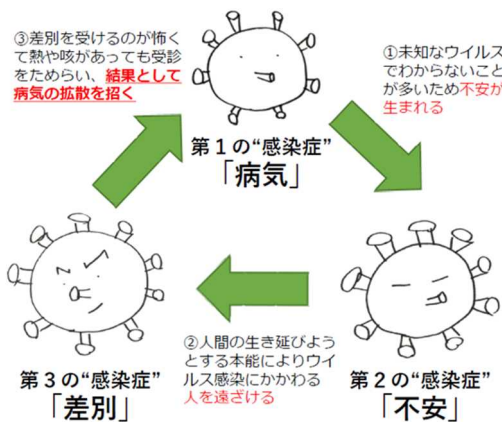 ③差別を受けるのが怖く
て熱や咳があっても受診
をためらい、結果として
病気の拡散を招く
①未知なウイルス
でわからないこと
が多いため不安が
生まれる
第１の“感染症”
「病気」
②人間の生き延びよう
とする本能によりウイ
ルス感染にかかわる
人を遠ざける
第３の“感染症”
「差別」
第２の“感染症”
「不安」